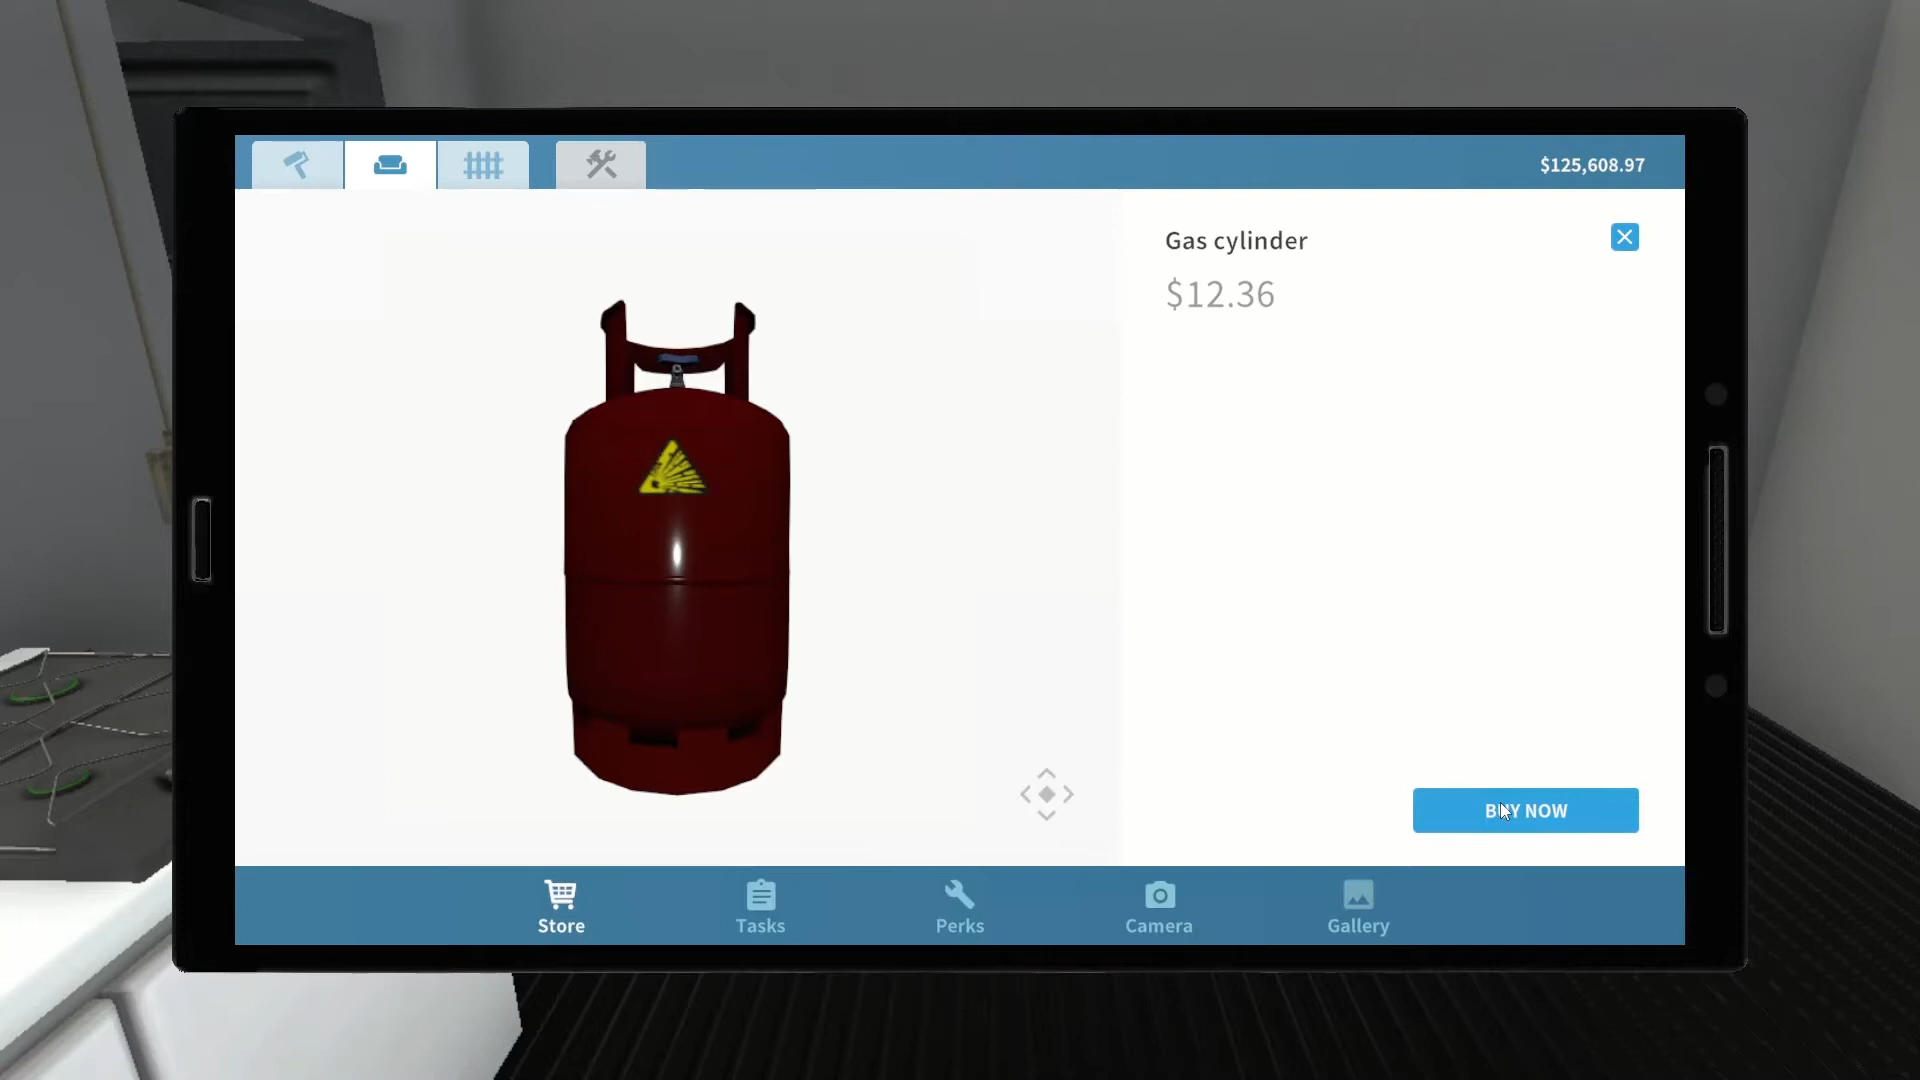 $125,608.97
Gas cylinder
$12.36
BUY NOW
Store
Tasks
Perks
Camera
Gallery